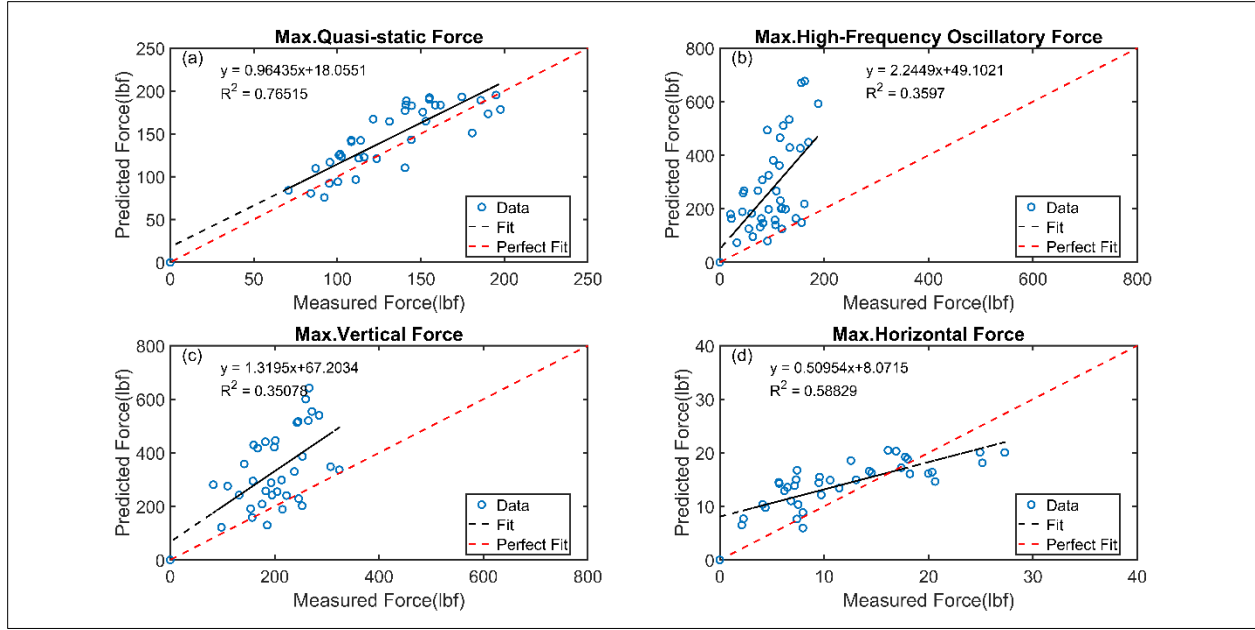 Max.Quasi-static Force
(a)
y = 0.96435x+18.0551
R² = 0.76515
250
200
150
100
50
0
Predicted Force(lbf)
Data
Fit
Perfect Fit
50
100
150
200
250
Measured Force(lbf)
Max.High-Frequency Oscillatory Force
(b)
y = 2.2449x+49.1021
R² = 0.3597
800
600
400
200
0
Predicted Force(lbf)
Data
Fit
Perfect Fit
0
200
400
600
800
Measured Force(lbf)
Max.Vertical Force
(c)
y = 1.3195x+67.2034
R² = 0.35078
800
600
400
200
0
Predicted Force(lbf)
Data
Fit
Perfect Fit
0
200
400
600
800
Measured Force(lbf)
Max.Horizontal Force
(d)
y = 0.50954x+8.0715
R² = 0.58829
40
30
20
10
0
Predicted Force(lbf)
Data
Fit
Perfect Fit
0
10
20
30
40
Measured Force(lbf)